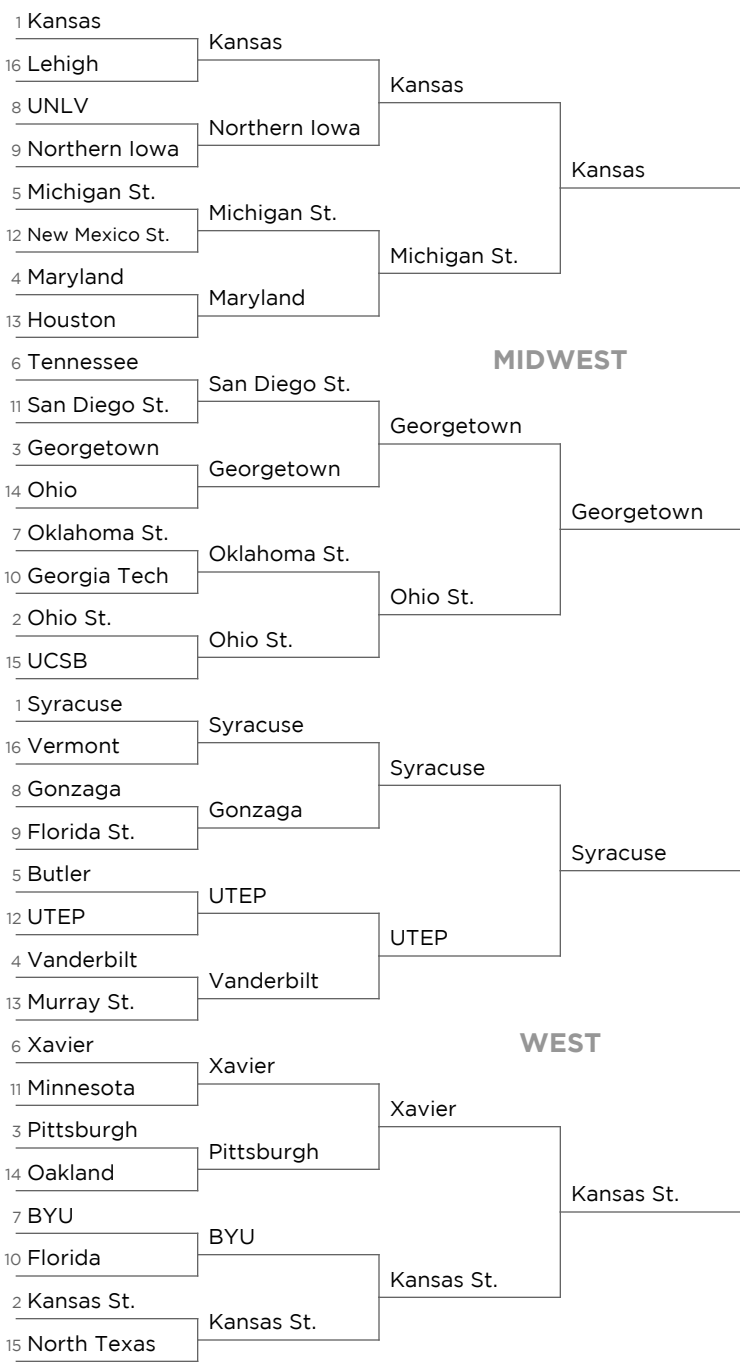 1 Kansas
16 Lehigh
8 UNLV
9 Northern Iowa
5 Michigan St.
12 New Mexico St.
4 Maryland
13 Houston
6 Tennessee
11 San Diego St.
3 Georgetown
14 Ohio
7 Oklahoma St.
10 Georgia Tech
2 Ohio St.
15 UCSB
1 Syracuse
16 Vermont
8 Gonzaga
9 Florida St.
5 Butler
12 UTEP
4 Vanderbilt
13 Murray St.
6 Xavier
11 Minnesota
3 Pittsburgh
14 Oakland
7 BYU
10 Florida
2 Kansas St.
15 North Texas
Kansas
Northern Iowa
Michigan St.
Maryland
San Diego St.
Georgetown
Oklahoma St.
Ohio St.
Syracuse
Gonzaga
UTEP
Vanderbilt
Xavier
Pittsburgh
BYU
Kansas St.
Kansas
Michigan St.
Georgetown
Ohio St.
Syracuse
UTEP
Xavier
Kansas St.
Kansas
MIDWEST
Georgetown
Syracuse
WEST
Kansas St.